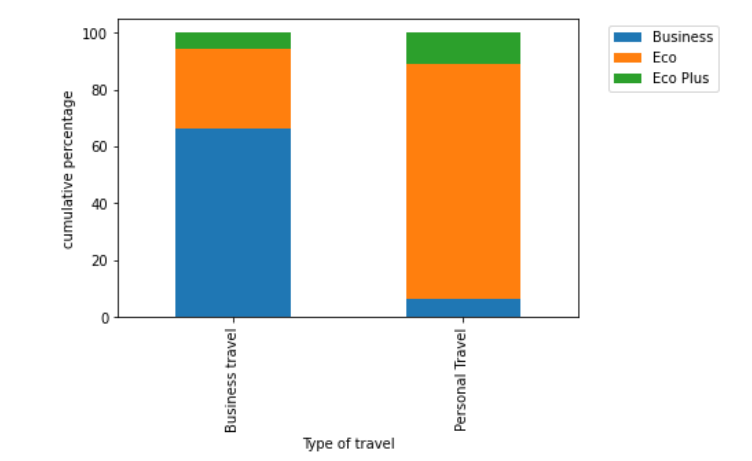 100
80
60
40
20
0
cumulative percentage
Business travel
Personal Travel
Type of travel
Business
Eco
Eco Plus